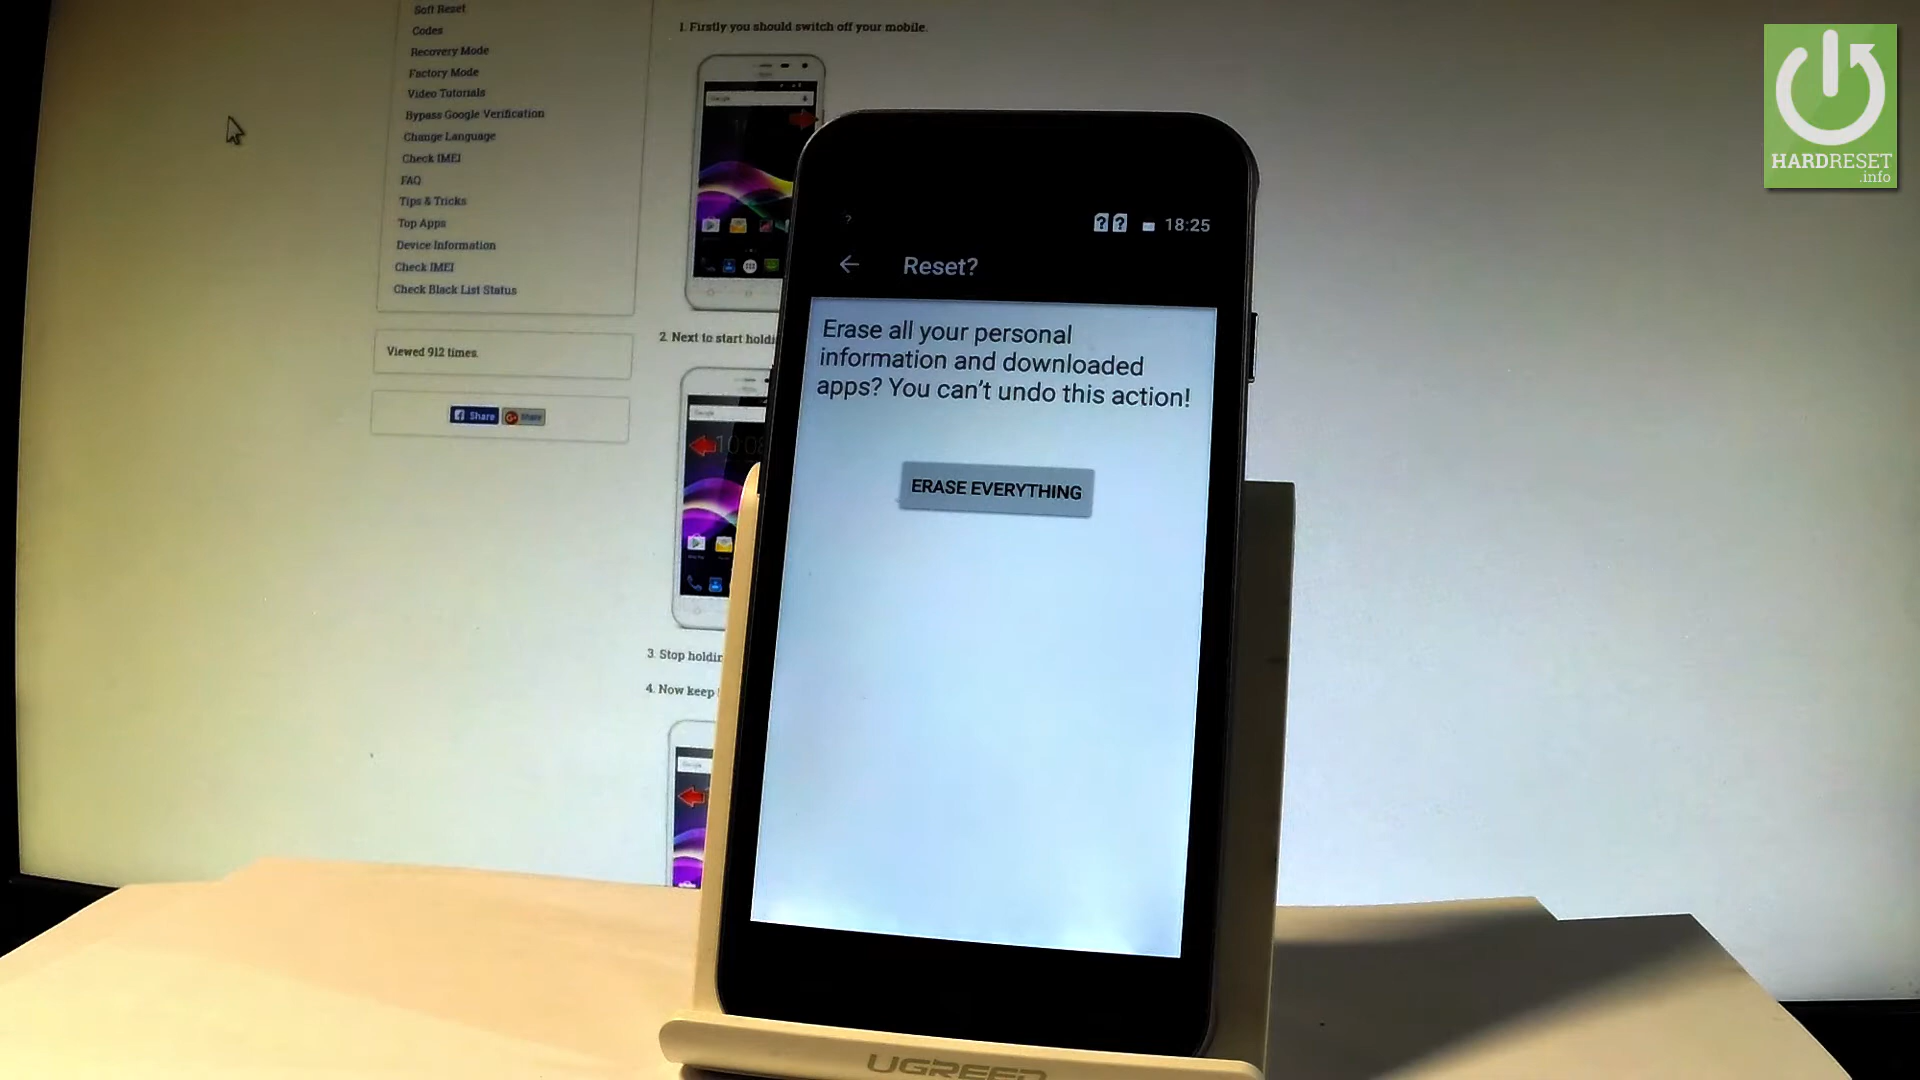 Soft Reset
Codes
Recovery Mode
Factory Mode
Video Tutorials
Bypass Google Verification
Change Language
Check IMEI
FAQ
Tips & Tricks
Top Apps
Device Information
Check IMEI
Check Black List Status
Viewed 912 times.
Share
Share
1. Firstly you should switch off your mobile.
2. Next to start holdi
10:08
3. Stop holdin
4. Now keep
? 18:25
Reset?
Erase all your personal
information and downloaded
apps? You can't undo this action!
ERASE EVERYTHING
UGREEN
HARDRESET
.info